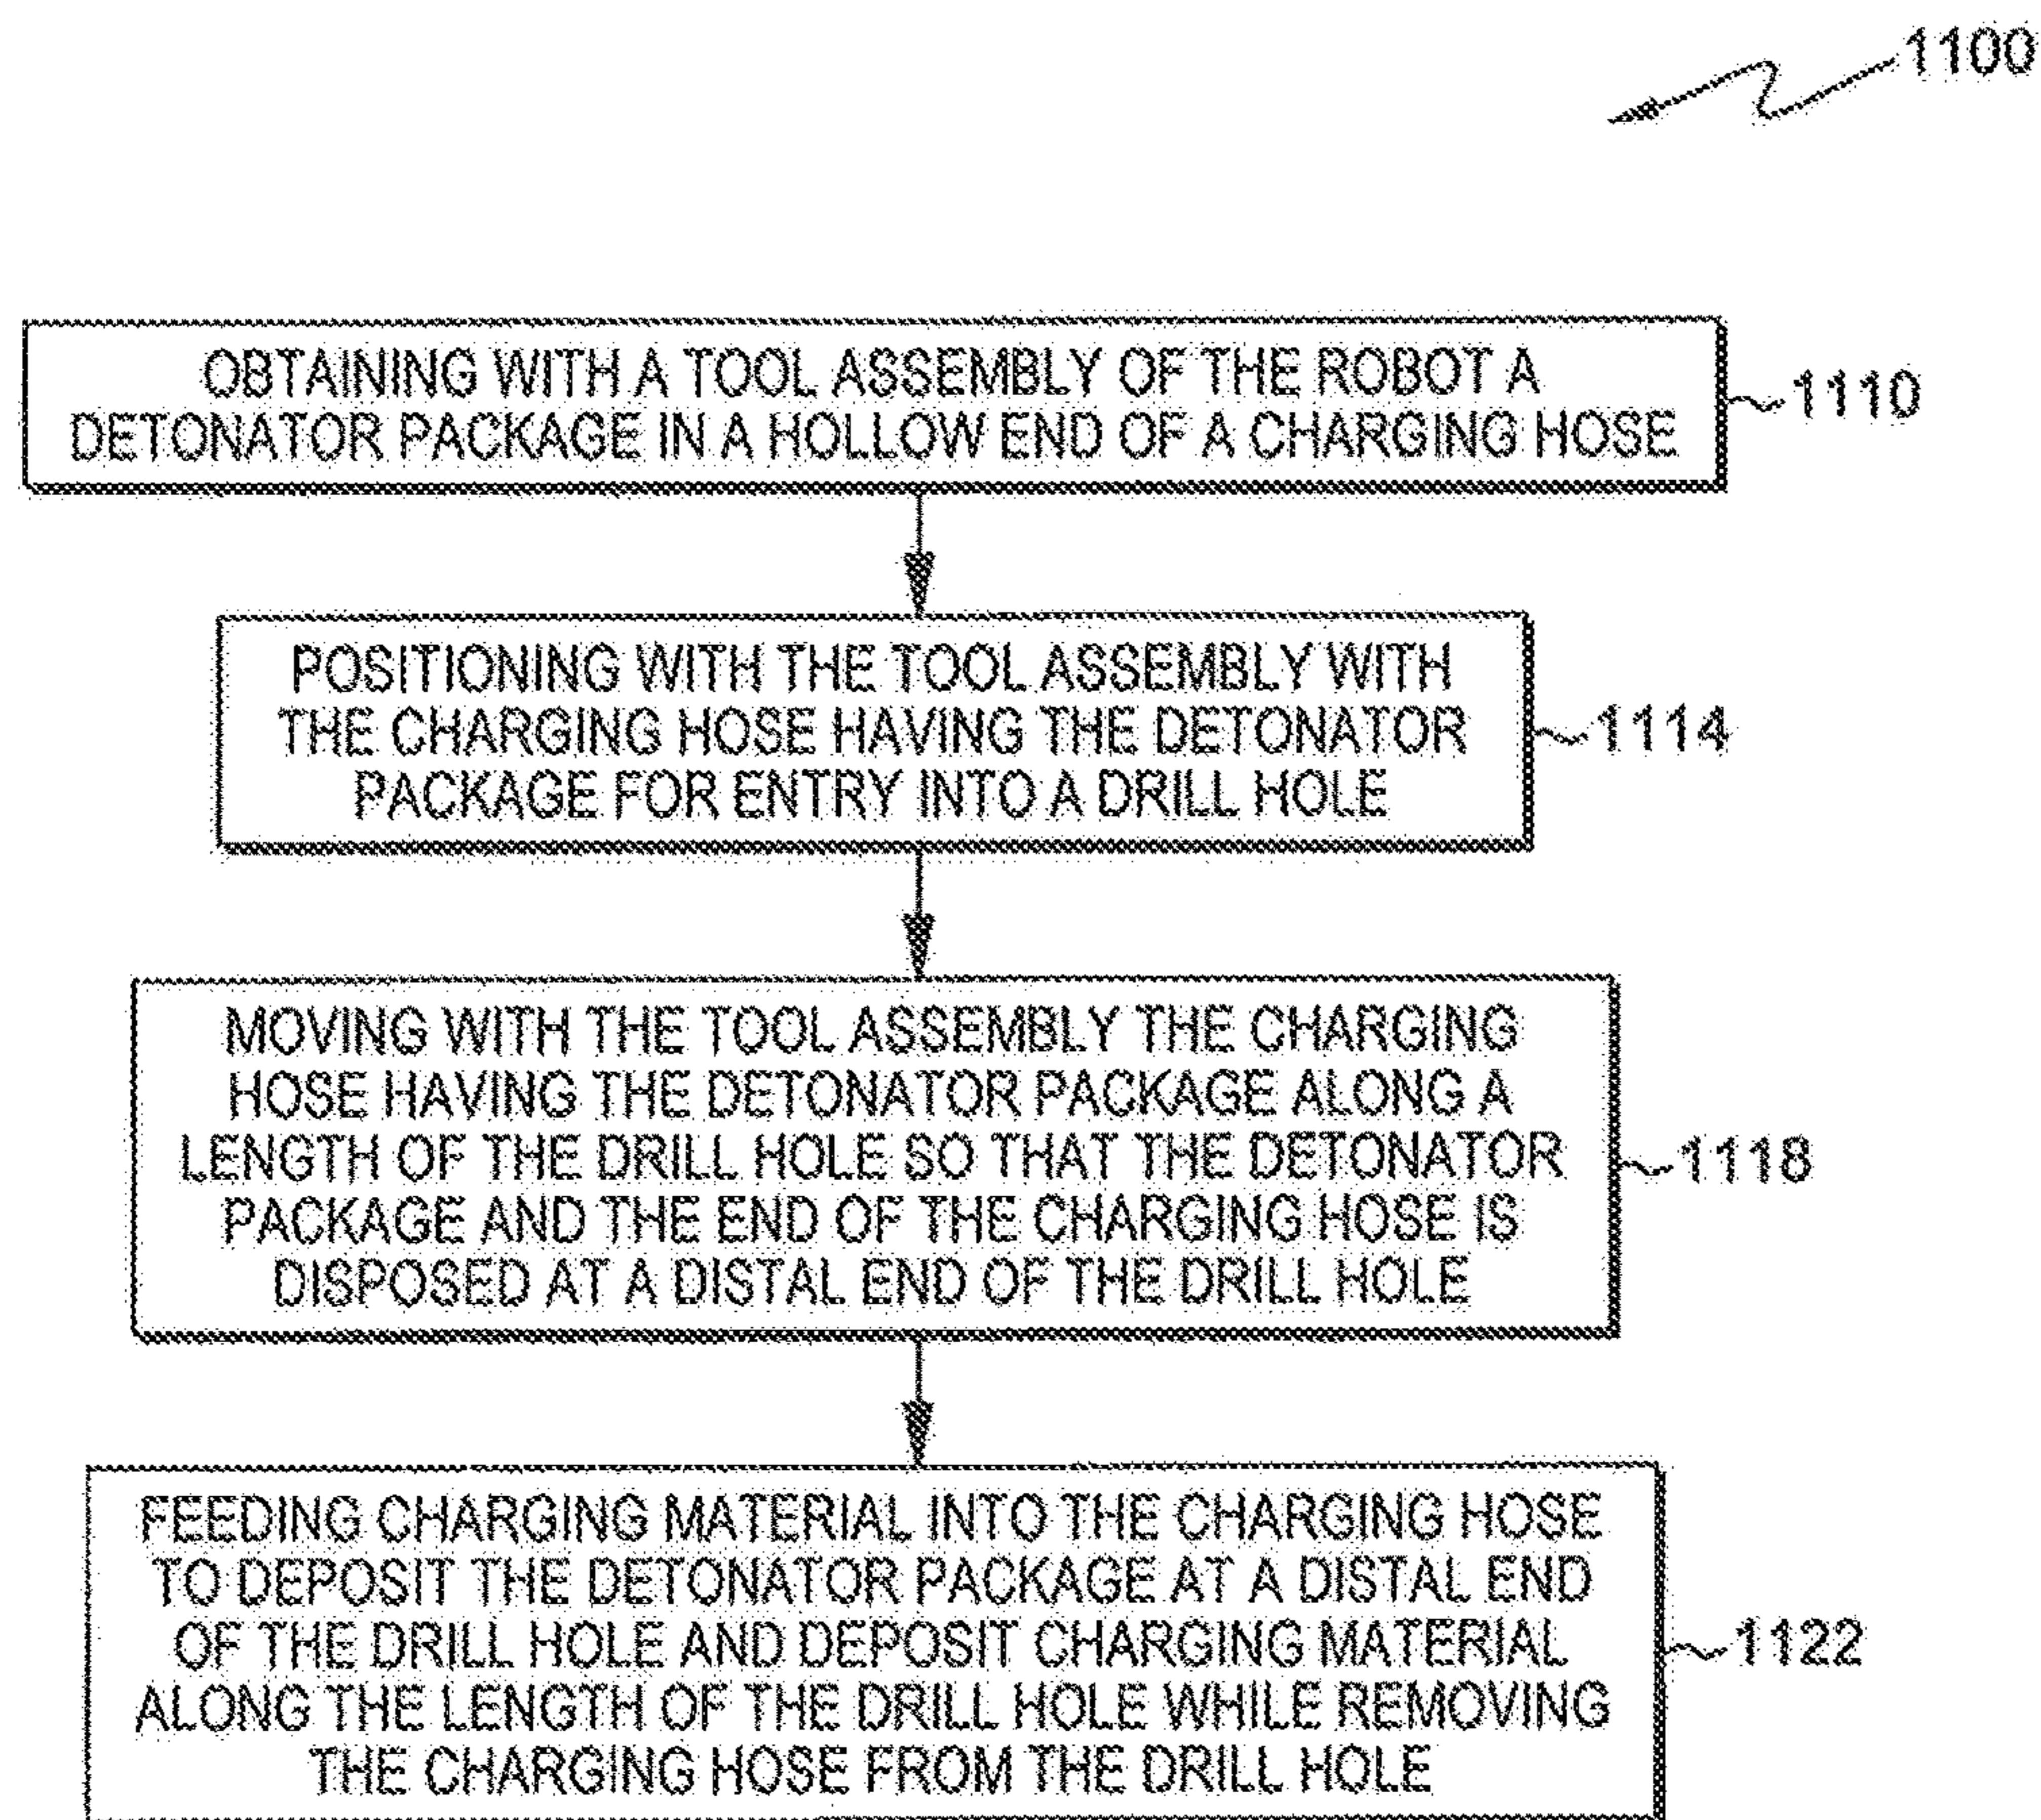 1100
OBTAINING WITH A TOOL ASSEMBLY OF THE ROBOT A
DETONATOR PACKAGE IN A HOLLOW END OF A CHARGING HOSE
1110
POSITIONING WITH THE TOOL ASSEMBLY WITH
THE CHARGING HOSE HAVING THE DETONATOR
PACKAGE FOR ENTRY INTO A DRILL HOLE
1114
MOVING WITH THE TOOL ASSEMBLY THE CHARGING
HOSE HAVING THE DETONATOR PACKAGE ALONG A
LENGTH OF THE DRILL HOLE SO THAT THE DETONATOR
PACKAGE AND THE END OF THE CHARGING HOSE IS
DISPOSED AT A DISTAL END OF THE DRILL HOLE
1118
FEEDING CHARGING MATERIAL INTO THE CHARGING HOSE
TO DEPOSIT THE DETONATOR PACKAGE AT A DISTAL END
OF THE DRILL HOLE AND DEPOSIT CHARGING MATERIAL
ALONG THE LENGTH OF THE DRILL HOLE WHILE REMOVING
THE CHARGING HOSE FROM THE DRILL HOLE
1122